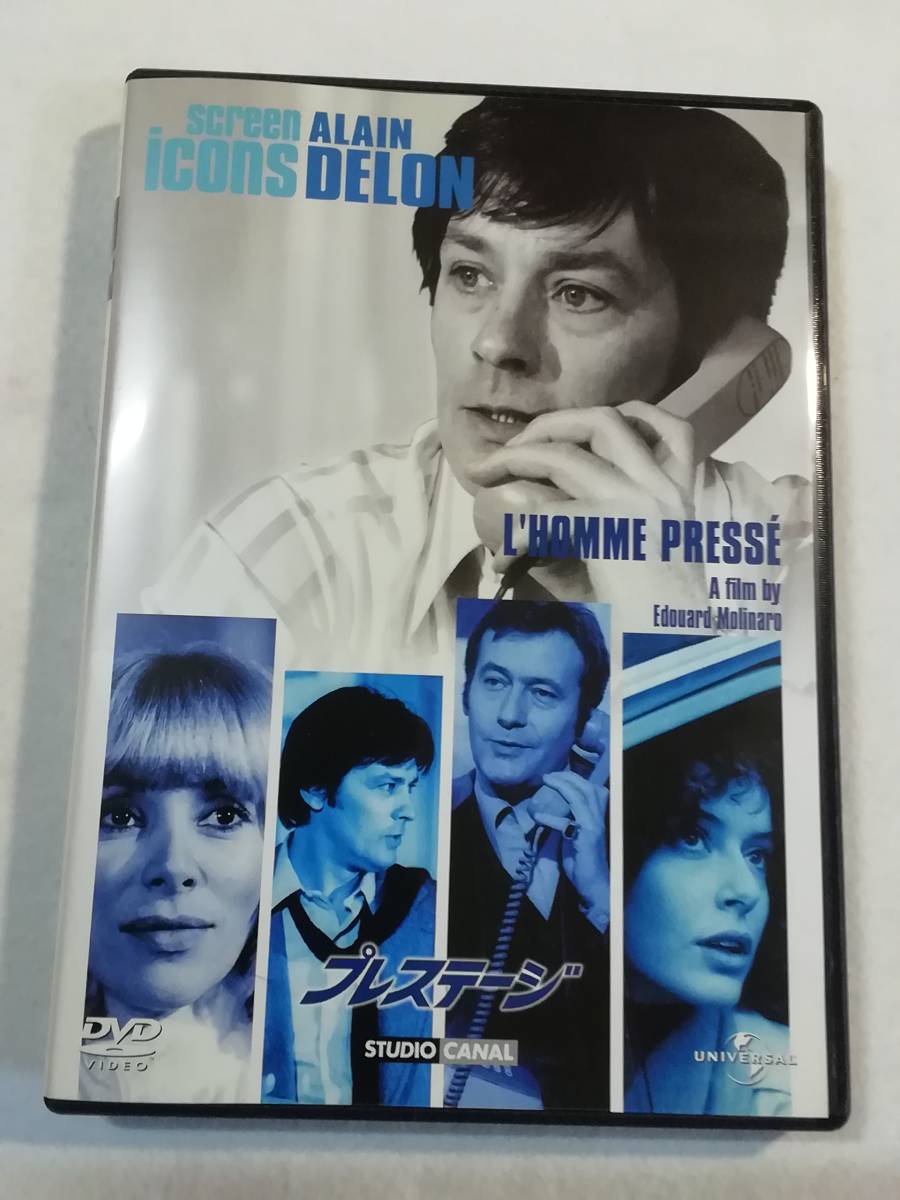 screen
icons
ALAIN
DELON
L'HOMME PRESSÉ
A film by
Edouard Molinaro
プレステージ
DVD
VIDEO
STUDIO CANAL
UNIVERSAL